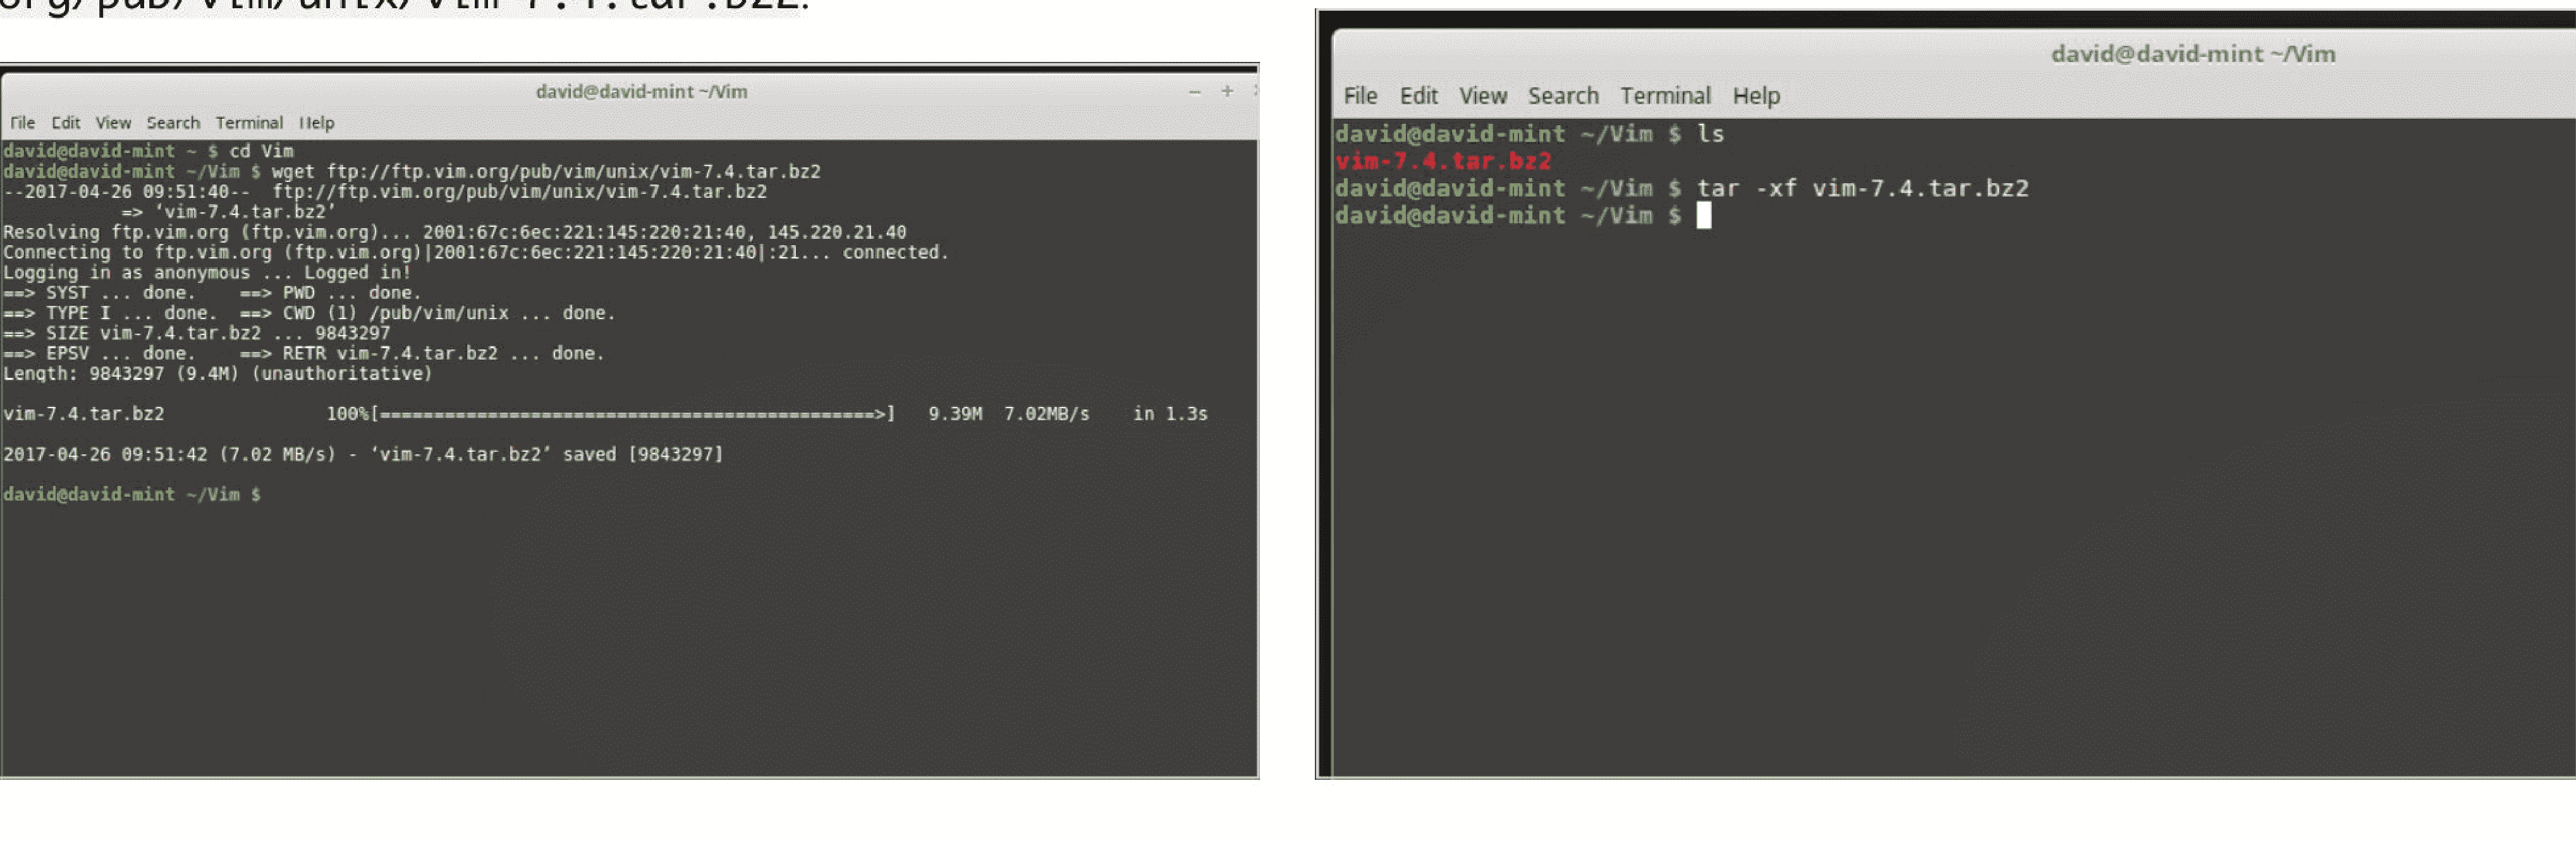 org/pub/vim/unix/vim-7.4.tar.bz2.
david@david-mint ~/Vim
File Edit View Search Terminal Help
david@david-mint ~ $ cd Vim
david@david-mint ~/Vim $ wget ftp://ftp.vim.org/pub/vim/unix/vim-7.4.tar.bz2
--2017-04-26 09:51:40--  ftp://ftp.vim.org/pub/vim/unix/vim-7.4.tar.bz2
           => ‘vim-7.4.tar.bz2’
Resolving ftp.vim.org (ftp.vim.org)... 2001:67c:6ec:221:145:220:21:40, 145.220.21.40
Connecting to ftp.vim.org (ftp.vim.org)|2001:67c:6ec:221:145:220:21:40|:21... connected.
Logging in as anonymous ... Logged in!
==> SYST ... done.    ==> PWD ... done.
==> TYPE I ... done.  ==> CWD (1) /pub/vim/unix ... done.
==> SIZE vim-7.4.tar.bz2 ... 9843297
==> EPSV ... done.    ==> RETR vim-7.4.tar.bz2 ... done.
Length: 9843297 (9.4M) (unauthoritative)
vim-7.4.tar.bz2               100%[==============================================>]   9.39M  7.02MB/s    in 1.3s
2017-04-26 09:51:42 (7.02 MB/s) - ‘vim-7.4.tar.bz2’ saved [9843297]
david@david-mint ~/Vim $
david@david-mint ~/Vim
File Edit View Search Terminal Help
david@david-mint ~/Vim $ ls
vim-7.4.tar.bz2
david@david-mint ~/Vim $ tar -xf vim-7.4.tar.bz2
david@david-mint ~/Vim $